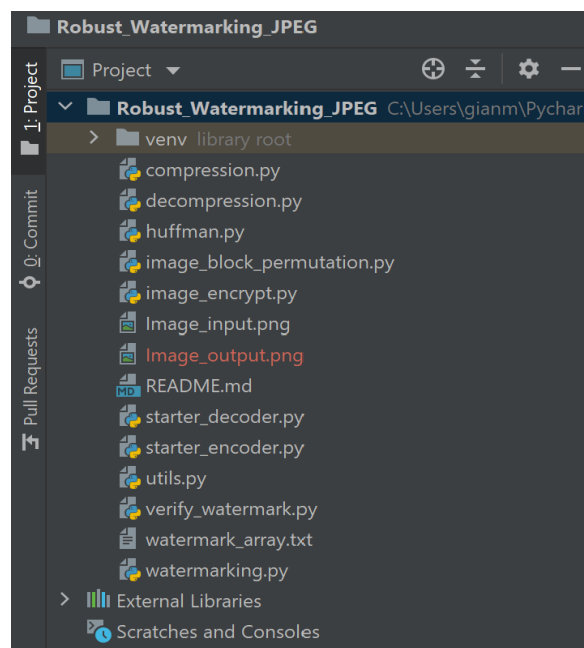 Robust_Watermarking_JPEG
1: Project
0: Commit
Pull Requests
Project
Robust_Watermarking_JPEG C:\Users\gianm\Pychar
venv library root
compression.py
decompression.py
huffman.py
image_block_permutation.py
image_encrypt.py
Image_input.png
Image_output.png
MD README.md
starter_decoder.py
starter_encoder.py
utils.py
verify_watermark.py
watermark_array.txt
watermarking.py
External Libraries
Scratches and Consoles